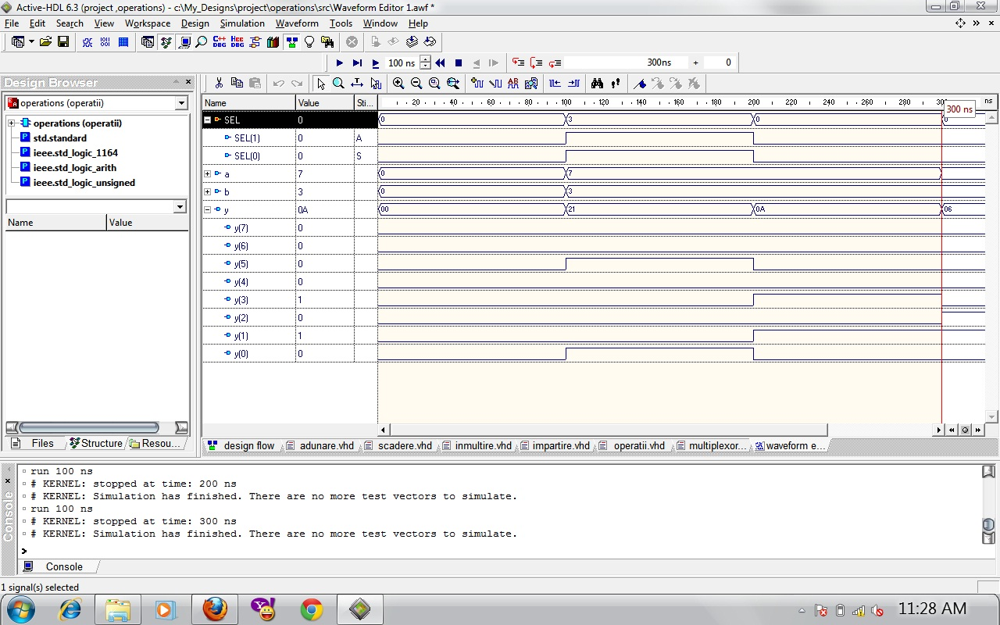 Active-HDL 6.3 (project ,operations) - c:\My_Designs\project\operations\src\Waveform Editor 1.awf *
File Edit Search View Workspace Design Simulation Waveform Tools Window Help
C++ DBG HCC DBG
100 ns 300ns + 0
Design Browser
operations (operatii)
operations (operatii)
std.standard
ieee.std_logic_1164
ieee.std_logic_arith
ieee.std_logic_unsigned
Name Value
Files Structure Resou...
Name Value Sti... 20 40 60 80 100 120 140 160 180 200 220 240 260 280 ns
300 ns
SEL 0 0 3 0 0
SEL(1) 0 A
SEL(0) 0 S
a 7 0 7
b 3 0 3
y 0A 00 21 0A 06
y(7) 0
y(6) 0
y(5) 0
y(4) 0
y(3) 1
y(2) 0
y(1) 1
y(0) 0
design flow adunare.vhd scadere.vhd inmultire.vhd impartire.vhd operatii.vhd multiplexor... waveform e...
Console
run 100 ns
# KERNEL: stopped at time: 200 ns
# KERNEL: Simulation has finished. There are no more test vectors to simulate.
run 100 ns
# KERNEL: stopped at time: 300 ns
# KERNEL: Simulation has finished. There are no more test vectors to simulate.
>
Console
1 signal(s) selected
11:28 AM